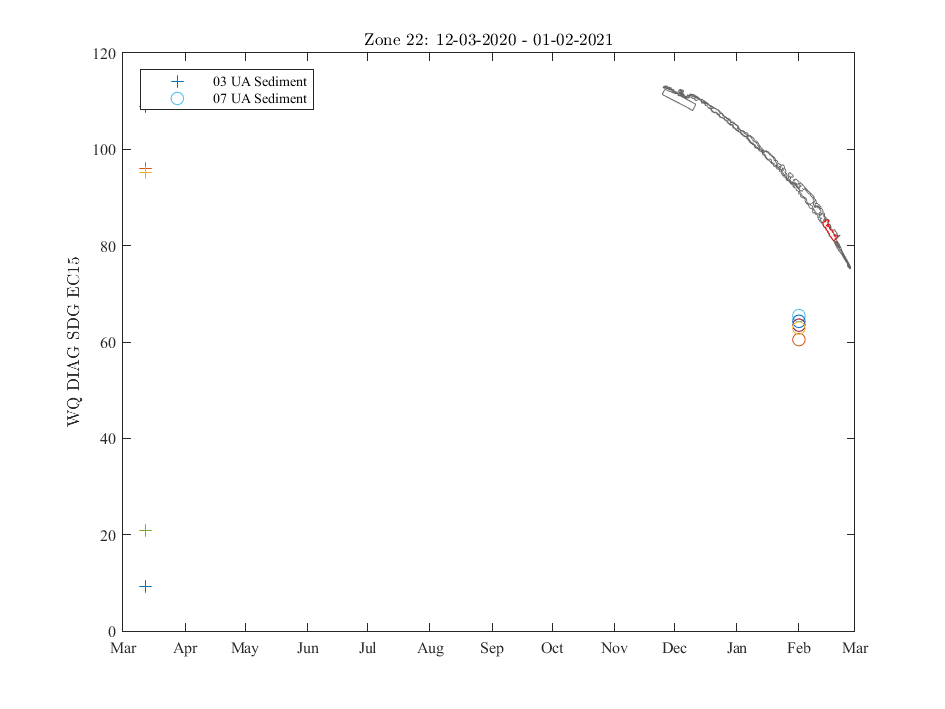 Zone 22: 12-03-2020 - 01-02-2021
120
03 UA Sediment
07 UA Sediment
100
80
WQ DIAG SDG EC15
60
40
20
0
Mar Apr May Jun Jul Aug Sep Oct Nov Dec Jan Feb Mar